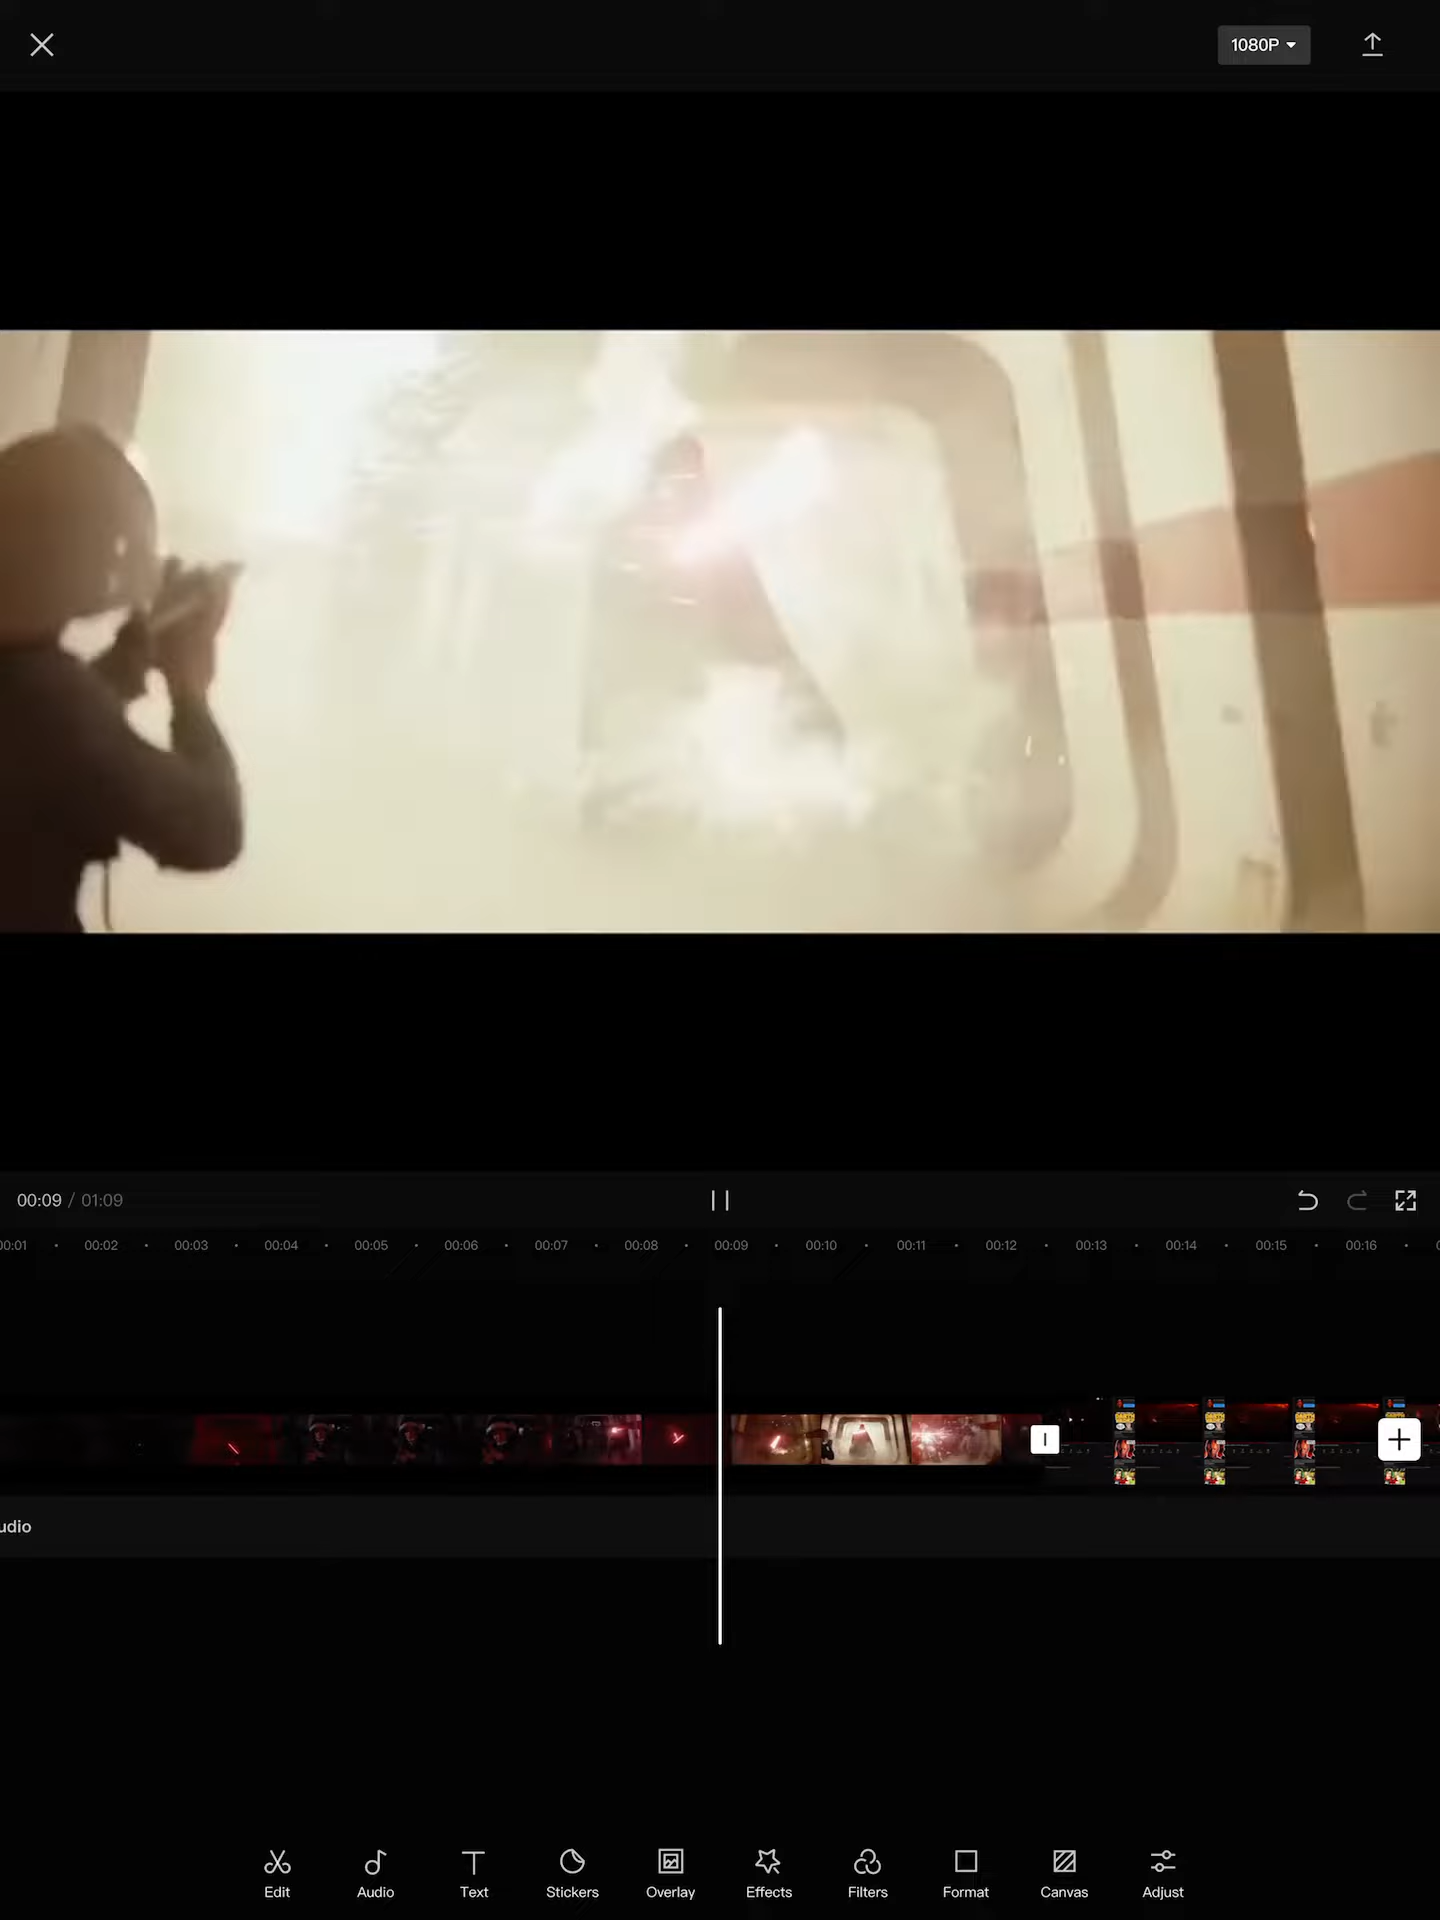 1080P
00:09 / 01:09
00:01 00:02 00:03 00:04 00:05 00:06 00:07 00:08 00:09 00:10 00:11 00:12 00:13 00:14 00:15 00:16
udio
Edit Audio Text Stickers Overlay Effects Filters Format Canvas Adjust